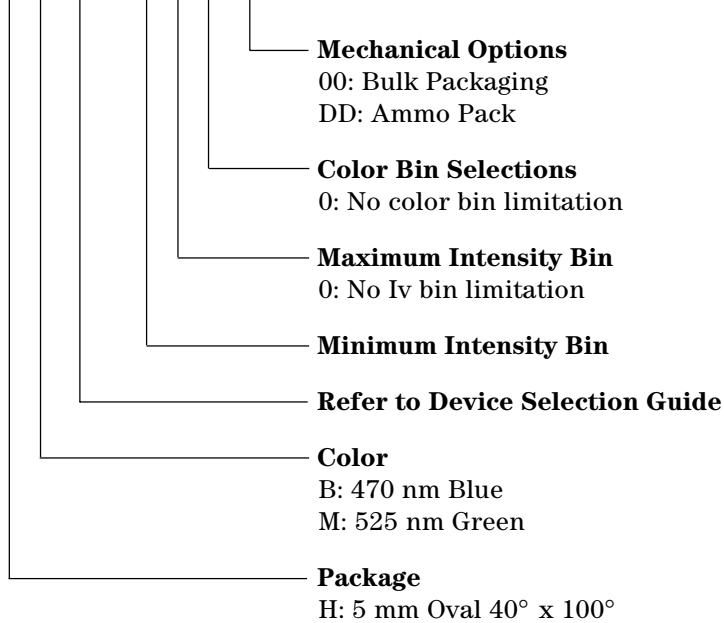 Mechanical Options
00: Bulk Packaging
DD: Ammo Pack
Color Bin Selections
0: No color bin limitation
Maximum Intensity Bin
0: No Iv bin limitation
Minimum Intensity Bin
Refer to Device Selection Guide
Color
B: 470 nm Blue
M: 525 nm Green
Package
H: 5 mm Oval 40° x 100°